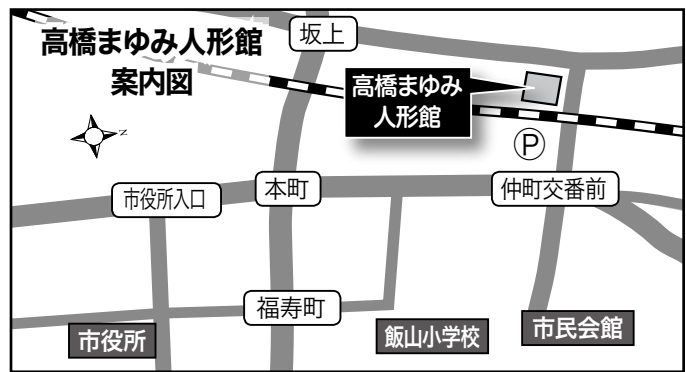 高橋まゆみ人形館
案内図
坂上
高橋まゆみ
人形館
N
P
市役所入口
本町
仲町交番前
福寿町
市役所
飯山小学校
市民会館